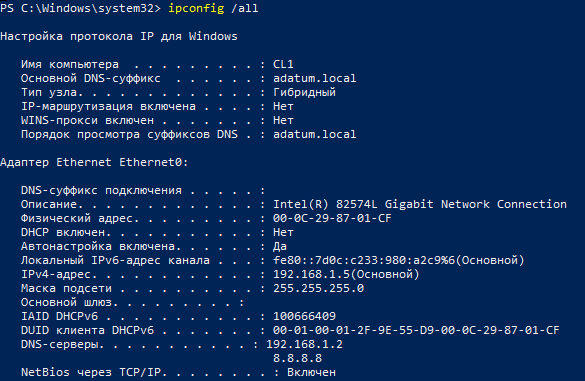 PS C:\Windows\system32> ipconfig /all
Настройка протокола IP для Windows
Имя компьютера . . . . . . . . . : CL1
Основной DNS-суффикс . . . . . . : adatum.local
Тип узла. . . . . . . . . . . . . : Гибридный
IP-маршрутизация включена . . . . : Нет
WINS-прокси включен . . . . . . . : Нет
Порядок просмотра суффиксов DNS . : adatum.local
Адаптер Ethernet Ethernet0:
DNS-суффикс подключения . . . . . :
Описание. . . . . . . . . . . . . : Intel(R) 82574L Gigabit Network Connection
Физический адрес. . . . . . . . . : 00-0C-29-87-01-CF
DHCP включен. . . . . . . . . . . : Нет
Автонастройка включена. . . . . . : Да
Локальный IPv6-адрес канала . . . : fe80::7d0c:c233:980:a2c9%6(Основной)
IPv4-адрес. . . . . . . . . . . . : 192.168.1.5(Основной)
Маска подсети . . . . . . . . . . : 255.255.255.0
Основной шлюз. . . . . . . . . :
IAID DHCPv6 . . . . . . . . . . . : 100666409
DUID клиента DHCPv6 . . . . . . . : 00-01-00-01-2F-9E-55-D9-00-0C-29-87-01-CF
DNS-серверы. . . . . . . . . . . : 192.168.1.2
8.8.8.8
NetBios через TCP/IP. . . . . . . . : Включен